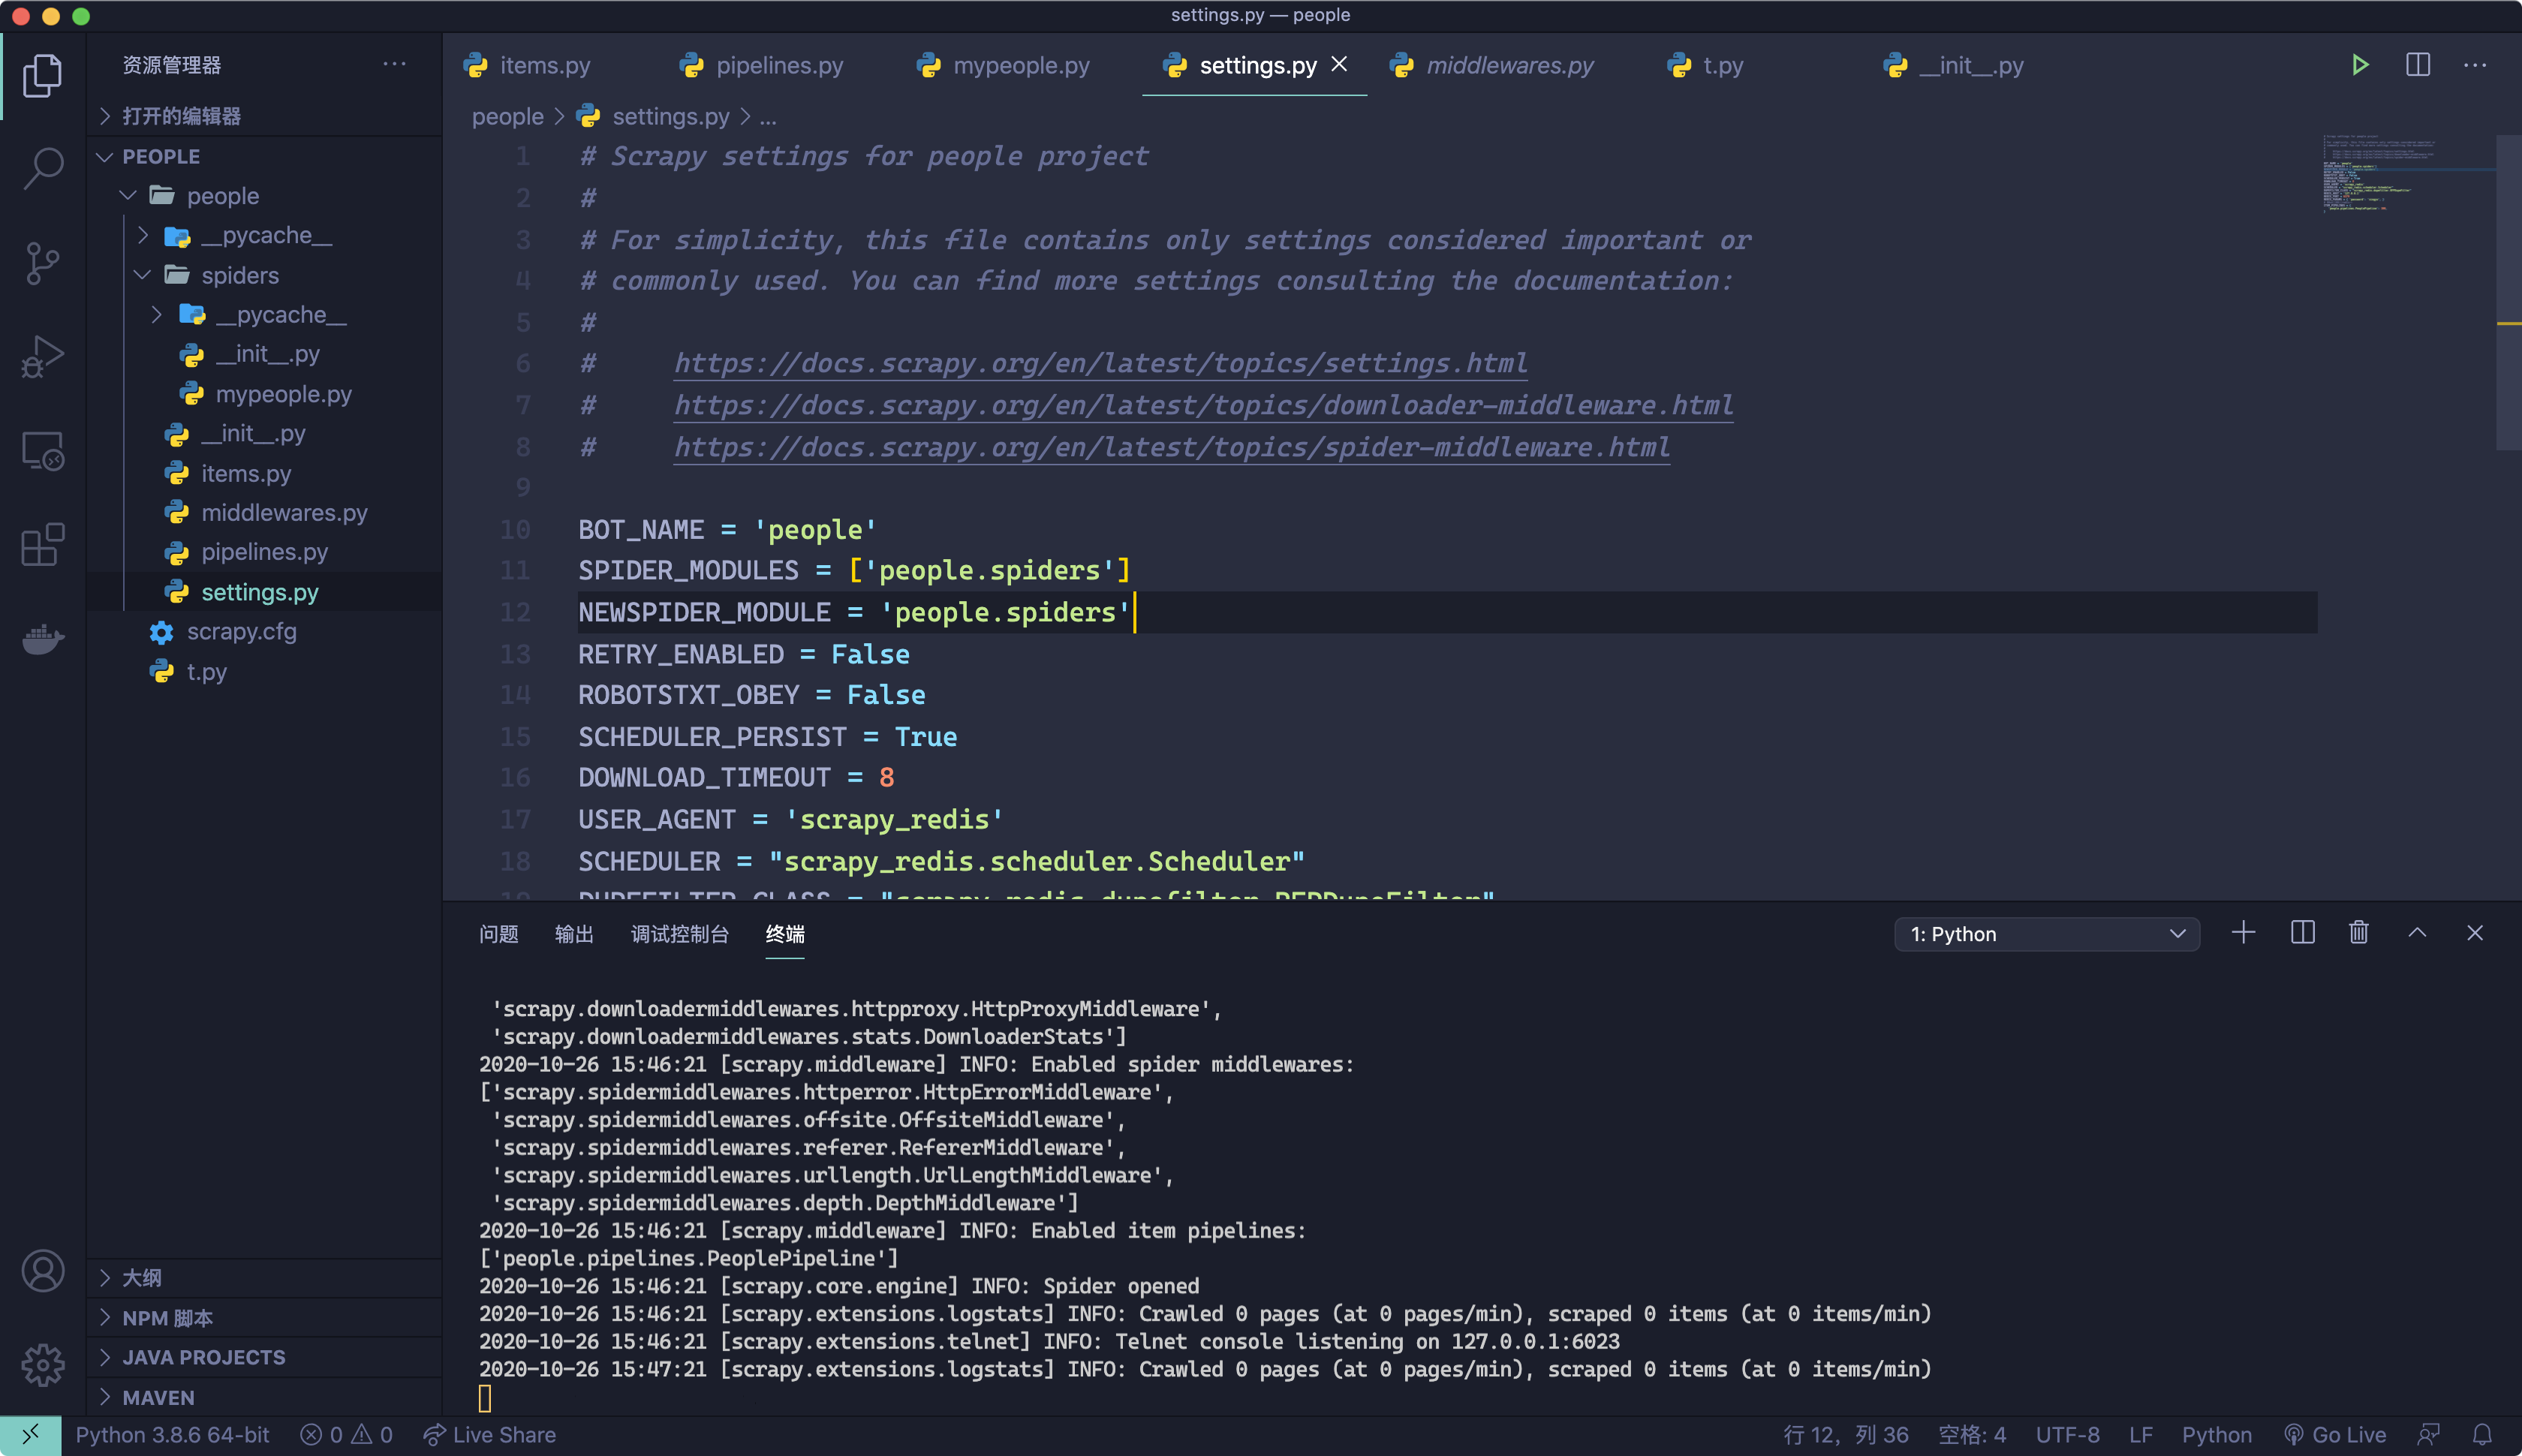 settings.py — people
资源管理器
打开的编辑器
PEOPLE
people
__pycache__
spiders
__pycache__
__init__.py
mypeople.py
__init__.py
items.py
middlewares.py
pipelines.py
settings.py
scrapy.cfg
t.py
大纲
NPM 脚本
JAVA PROJECTS
MAVEN
items.py
pipelines.py
mypeople.py
settings.py
middlewares.py
t.py
__init__.py
people > settings.py > ...
1 # Scrapy settings for people project
2 #
3 # For simplicity, this file contains only settings considered important or
4 # commonly used. You can find more settings consulting the documentation:
5 #
6 # https://docs.scrapy.org/en/latest/topics/settings.html
7 # https://docs.scrapy.org/en/latest/topics/downloader-middleware.html
8 # https://docs.scrapy.org/en/latest/topics/spider-middleware.html
9
10 BOT_NAME = 'people'
11 SPIDER_MODULES = ['people.spiders']
12 NEWSPIDER_MODULE = 'people.spiders'
13 RETRY_ENABLED = False
14 ROBOTSTXT_OBEY = False
15 SCHEDULER_PERSIST = True
16 DOWNLOAD_TIMEOUT = 8
17 USER_AGENT = 'scrapy_redis'
18 SCHEDULER = "scrapy_redis.scheduler.Scheduler"
19 DUPEFILTER_CLASS = "scrapy_redis.dupefilter.RFPDupeFilter"
问题 输出 调试控制台 终端
1: Python
'scrapy.downloadermiddlewares.httpproxy.HttpProxyMiddleware',
'scrapy.downloadermiddlewares.stats.DownloaderStats']
2020-10-26 15:46:21 [scrapy.middleware] INFO: Enabled spider middlewares:
['scrapy.spidermiddlewares.httperror.HttpErrorMiddleware',
'scrapy.spidermiddlewares.offsite.OffsiteMiddleware',
'scrapy.spidermiddlewares.referer.RefererMiddleware',
'scrapy.spidermiddlewares.urllength.UrlLengthMiddleware',
'scrapy.spidermiddlewares.depth.DepthMiddleware']
2020-10-26 15:46:21 [scrapy.middleware] INFO: Enabled item pipelines:
['people.pipelines.PeoplePipeline']
2020-10-26 15:46:21 [scrapy.core.engine] INFO: Spider opened
2020-10-26 15:46:21 [scrapy.extensions.logstats] INFO: Crawled 0 pages (at 0 pages/min), scraped 0 items (at 0 items/min)
2020-10-26 15:46:21 [scrapy.extensions.telnet] INFO: Telnet console listening on 127.0.0.1:6023
2020-10-26 15:47:21 [scrapy.extensions.logstats] INFO: Crawled 0 pages (at 0 pages/min), scraped 0 items (at 0 items/min)
Python 3.8.6 64-bit 0 0 Live Share 行 12，列 36 空格: 4 UTF-8 LF Python Go Live